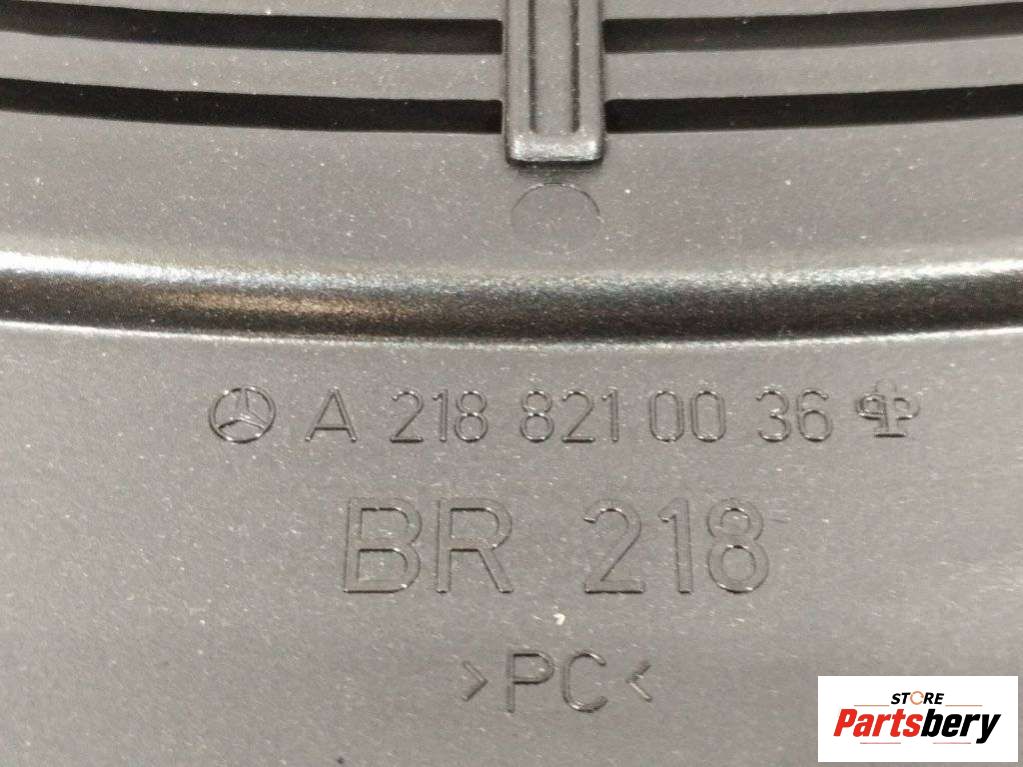 A 218 821 00 36
BR 218
>PC<
STORE
Partsbery